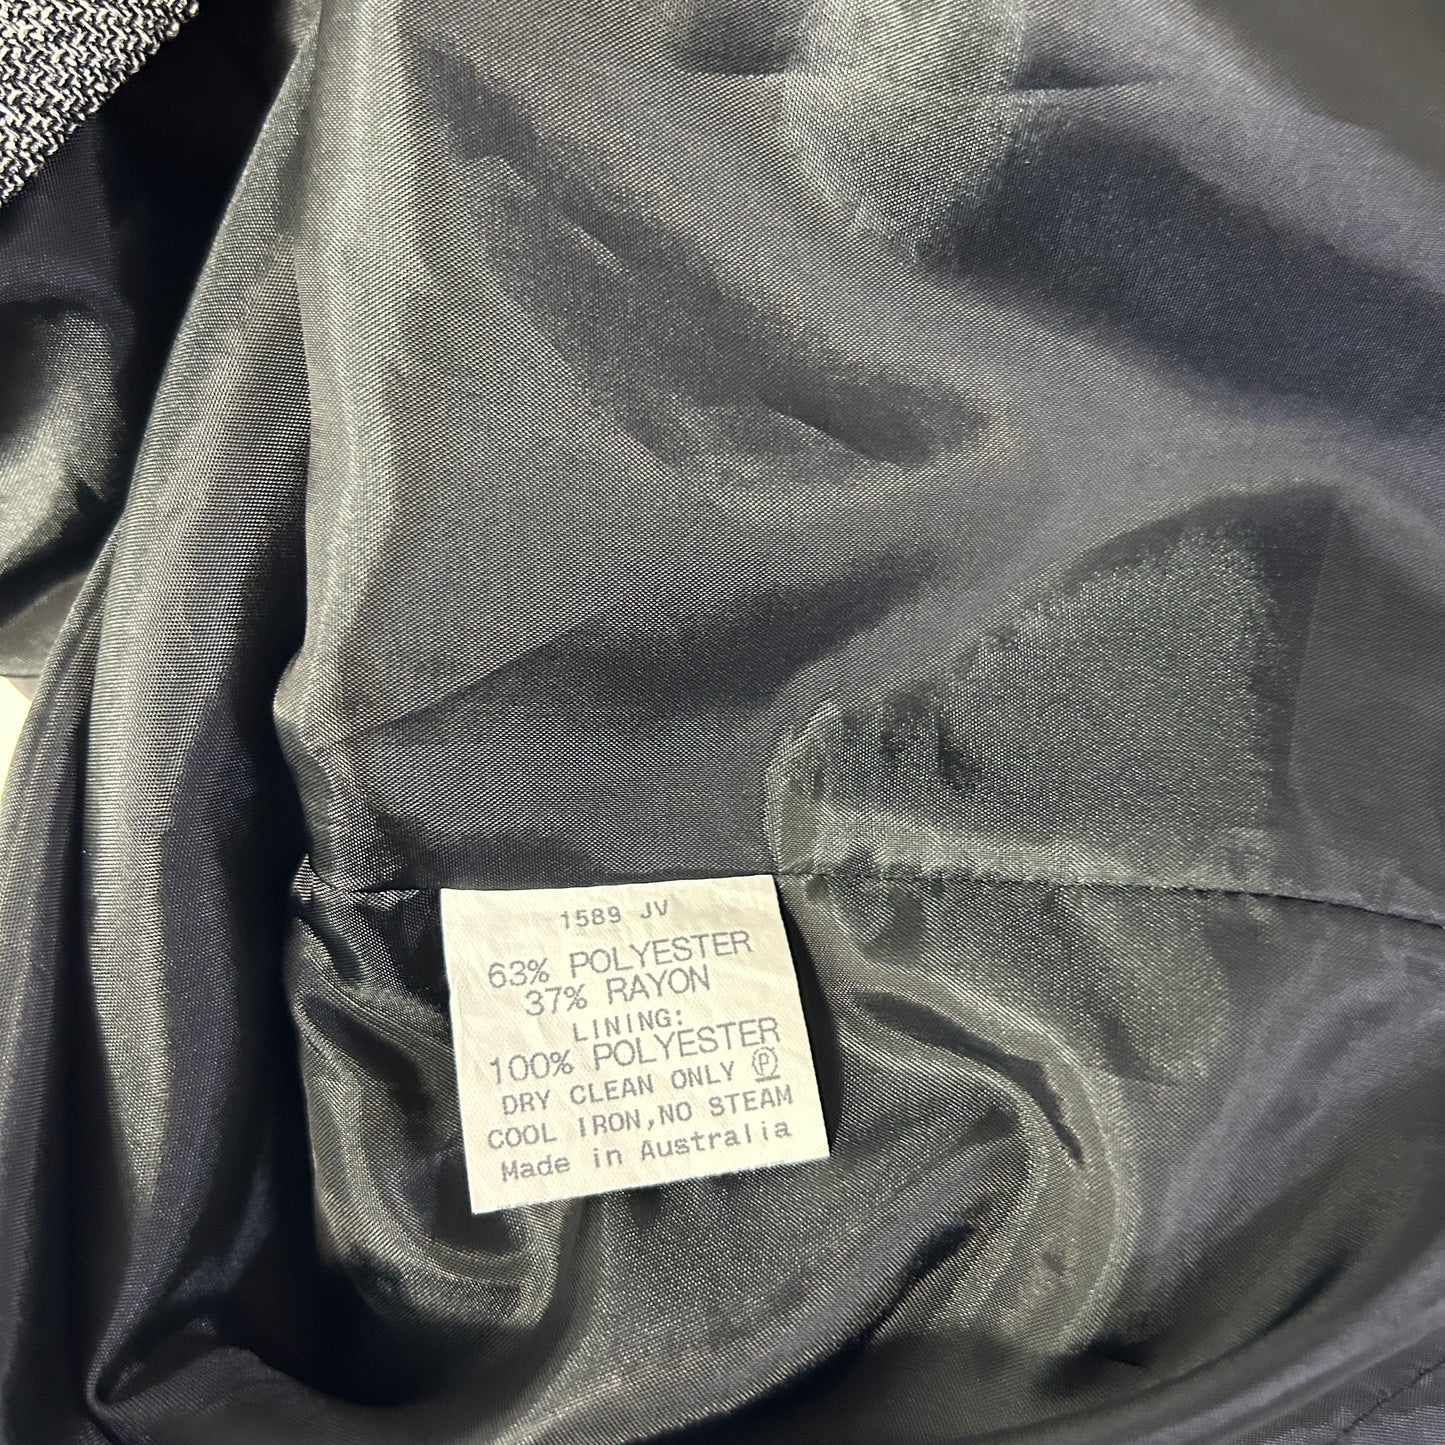 1589 JV
63% POLYESTER
37% RAYON
LINING:
100% POLYESTER
DRY CLEAN ONLY Ⓟ
COOL IRON,NO STEAM
Made in Australia